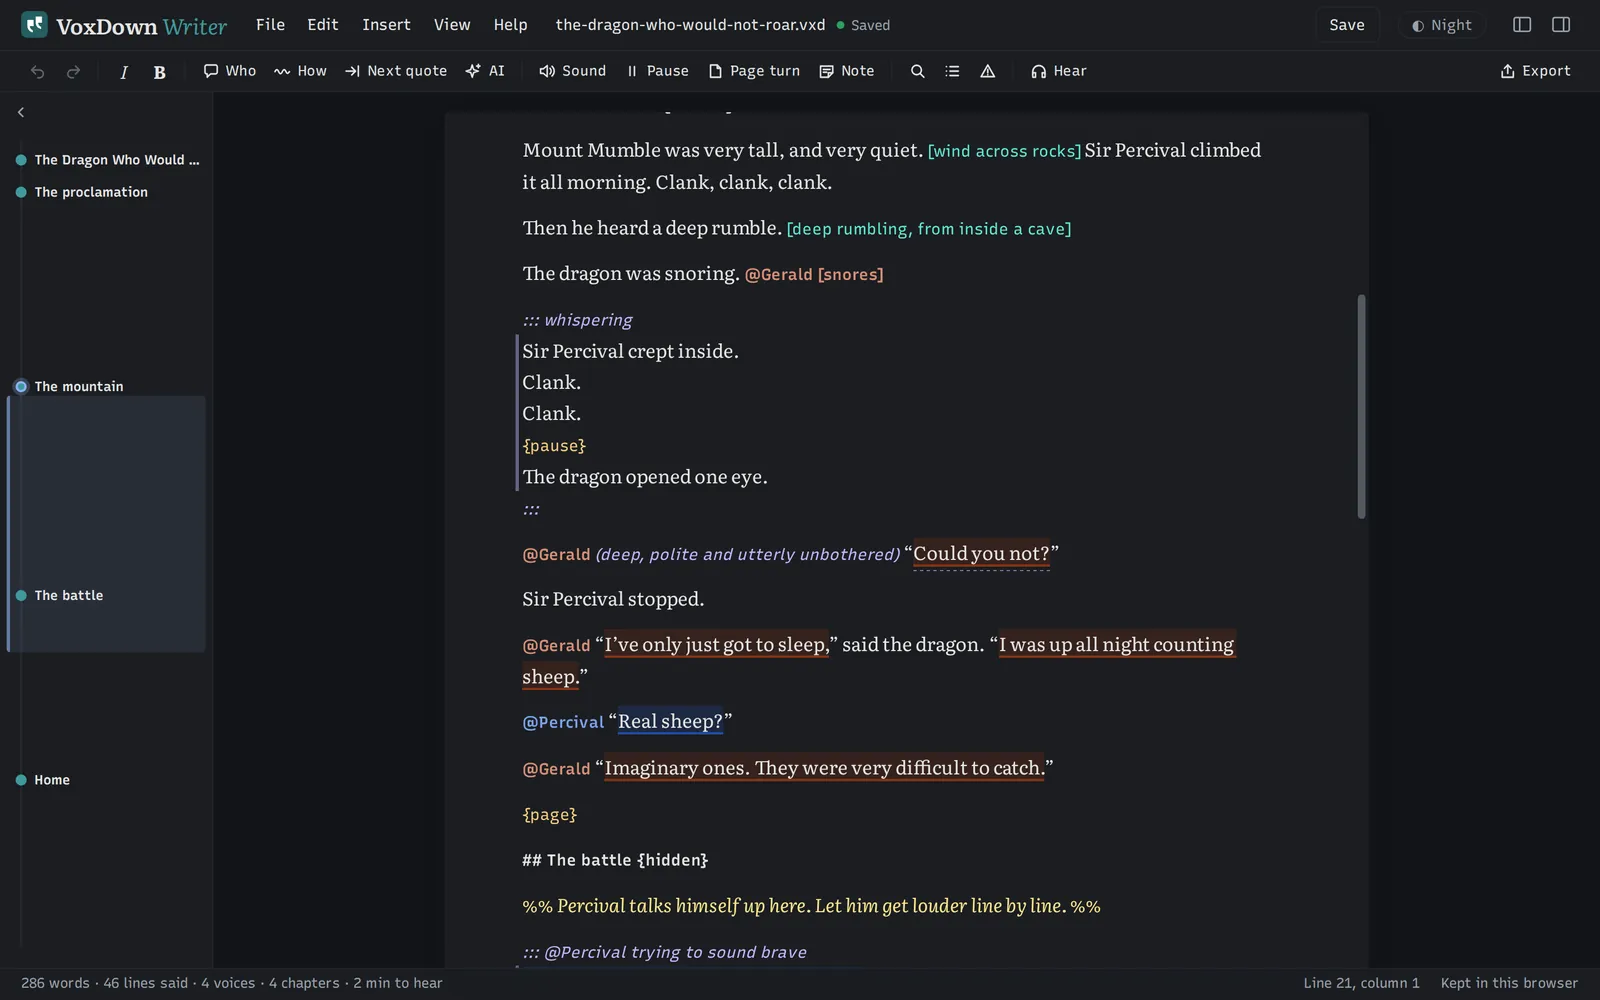 VoxDown Writer
File Edit Insert View Help the-dragon-who-would-not-roar.vxd Saved Save Night
I B Who How Next quote AI Sound Pause Page turn Note Hear Export
The Dragon Who Would ...
The proclamation
The mountain
The battle
Home
Mount Mumble was very tall, and very quiet. [wind across rocks] Sir Percival climbed
it all morning. Clank, clank, clank.
Then he heard a deep rumble. [deep rumbling, from inside a cave]
The dragon was snoring. @Gerald [snores]
::: whispering
Sir Percival crept inside.
Clank.
Clank.
{pause}
The dragon opened one eye.
:::
@Gerald (deep, polite and utterly unbothered) “Could you not?”
Sir Percival stopped.
@Gerald “I’ve only just got to sleep,” said the dragon. “I was up all night counting
sheep.”
@Percival “Real sheep?”
@Gerald “Imaginary ones. They were very difficult to catch.”
{page}
## The battle {hidden}
%% Percival talks himself up here. Let him get louder line by line. %%
::: @Percival trying to sound brave
286 words · 46 lines said · 4 voices · 4 chapters · 2 min to hear
Line 21, column 1 Kept in this browser